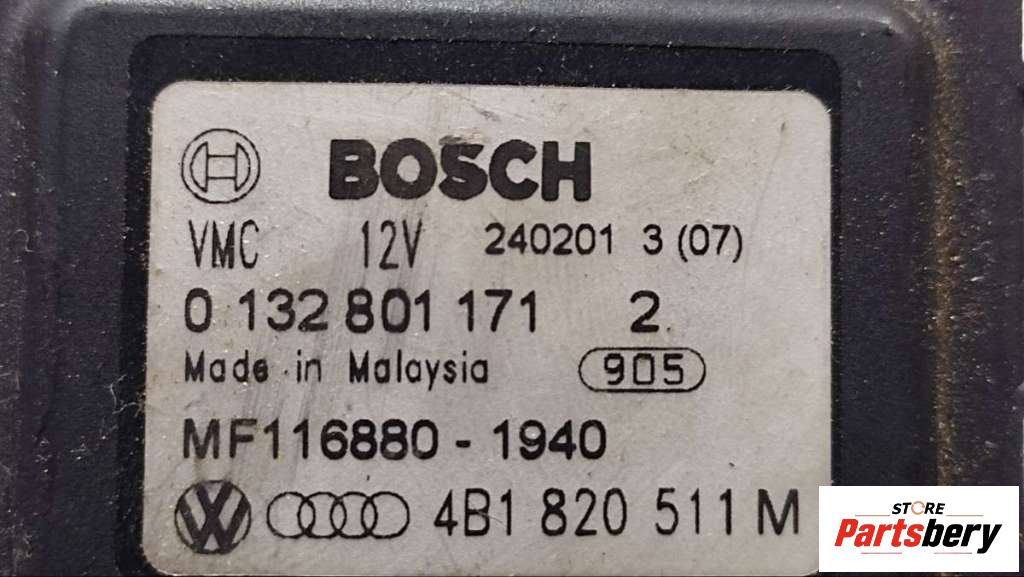 BOSCH
VMC 12V 240201 3 (07)
0 132 801 171 2
Made in Malaysia 905
MF116880 - 1940
4B1 820 511 M
STORE
Partsbery